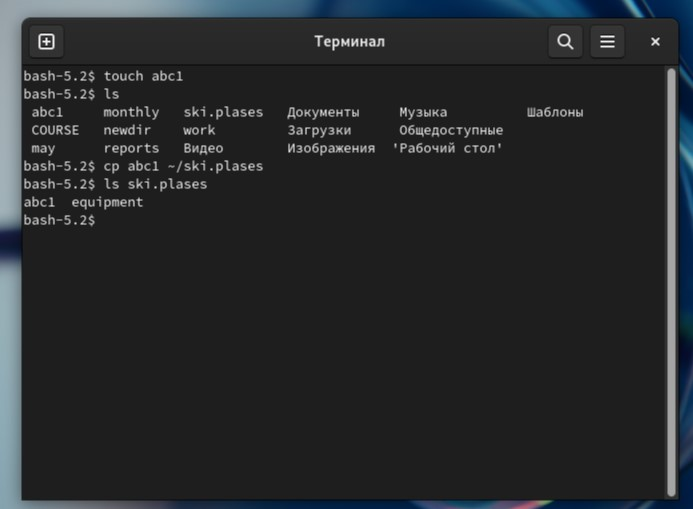 Терминал
bash-5.2$ touch abc1
bash-5.2$ ls
abc1 monthly ski.plases Документы Музыка Шаблоны
COURSE newdir work Загрузки Общедоступные
may reports Видео Изображения 'Рабочий стол'
bash-5.2$ cp abc1 ~/ski.plases
bash-5.2$ ls ski.plases
abc1 equipment
bash-5.2$